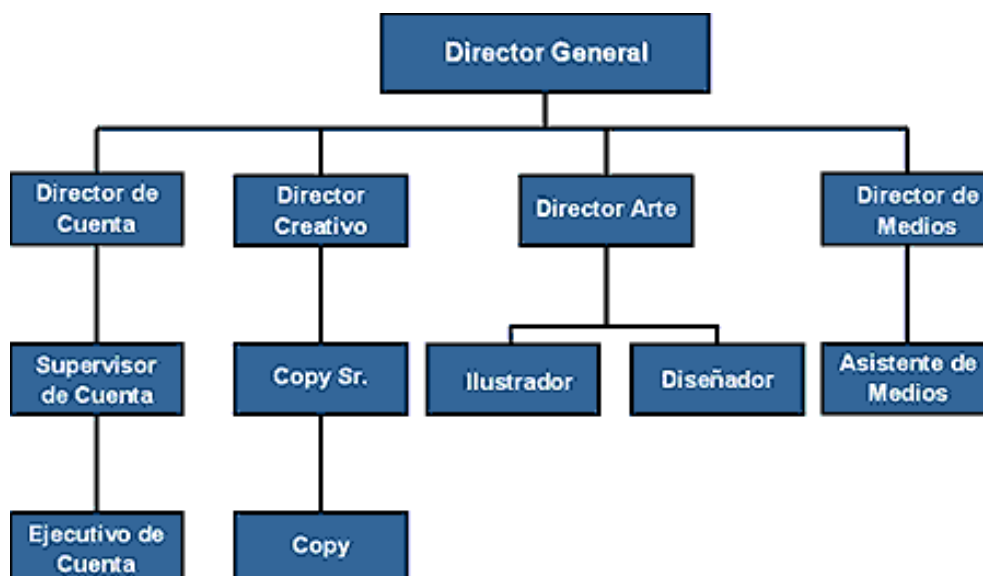 Director General
Director de
Cuenta
Director
Creativo
Director Arte
Director de
Medios
Supervisor
de Cuenta
Copy Sr.
Ilustrador
Diseñador
Asistente de
Medios
Ejecutivo de
Cuenta
Copy